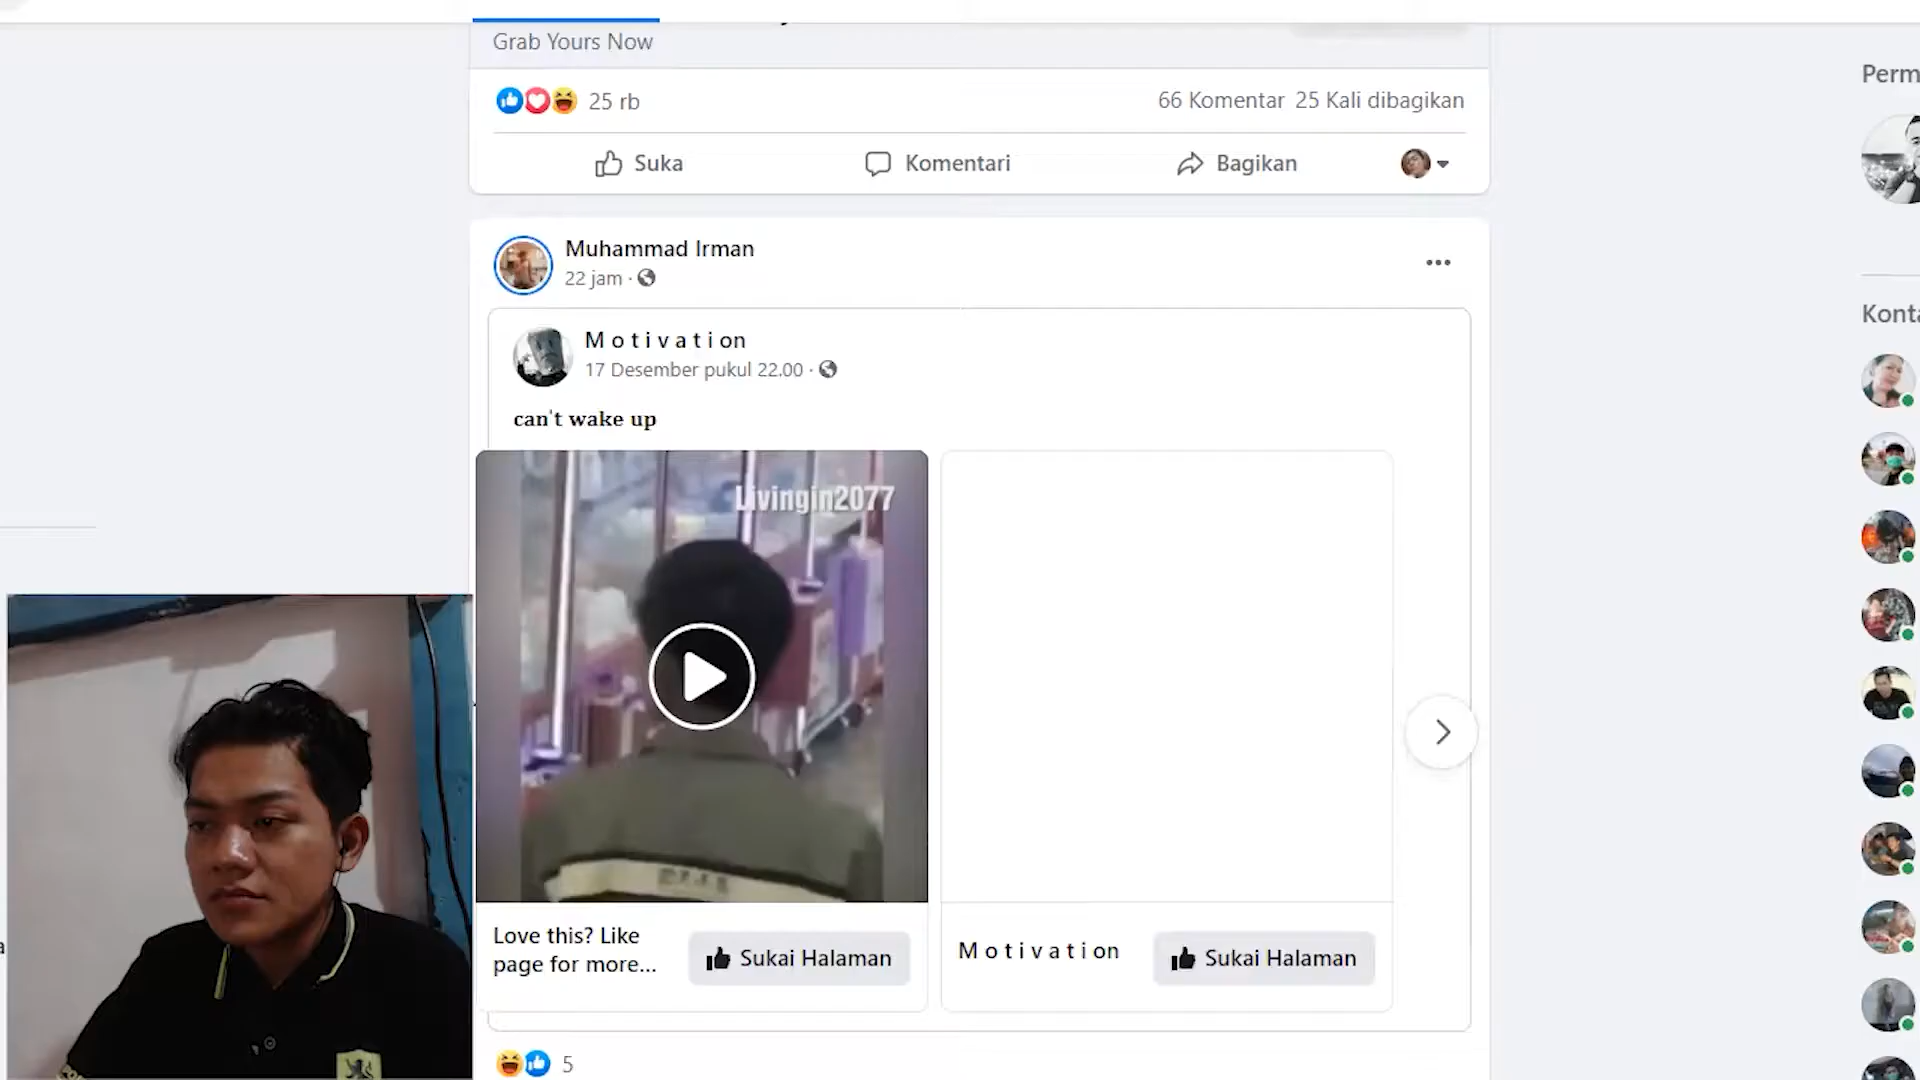 Grab Yours Now
25 rb
66 Komentar 25 Kali dibagikan
Suka
Komentari
Bagikan
Perm
Muhammad Irman
22 jam ·
Konta
M o t i v a t i o n
17 Desember pukul 22.00 ·
can't wake up
Livingin2077
Love this? Like
page for more...
Sukai Halaman
M o t i v a t i o n
Sukai Halaman
5